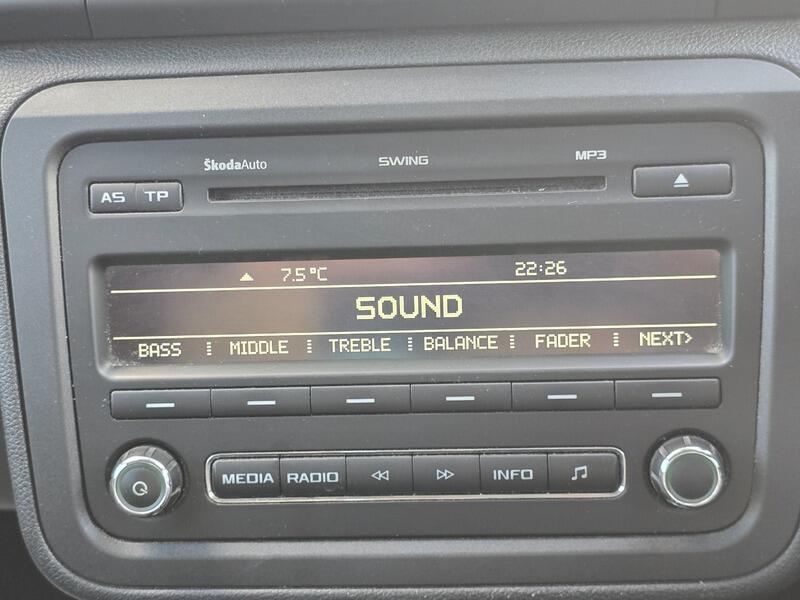 ŠkodaAuto SWING MP3
AS TP
7.5°C 22:26
SOUND
BASS MIDDLE TREBLE BALANCE FADER NEXT>
MEDIA RADIO INFO